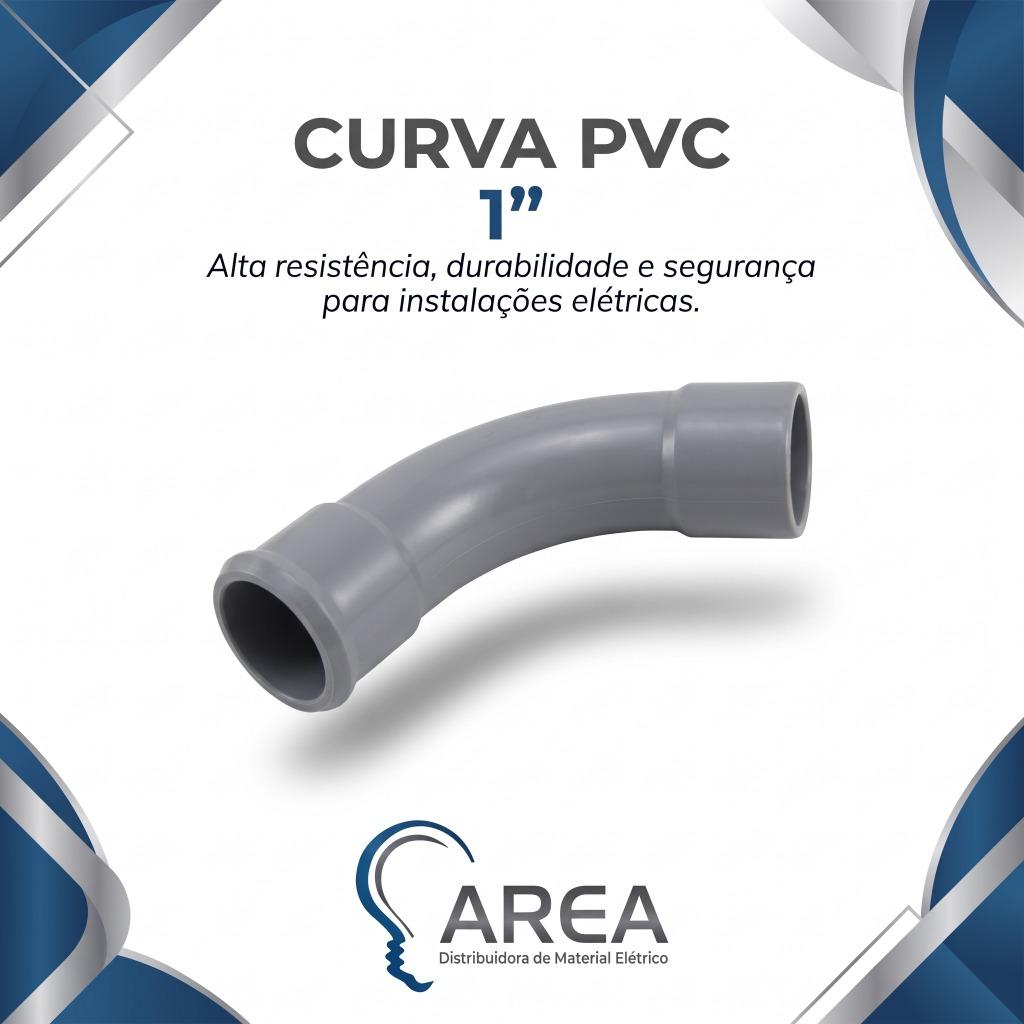 CURVA PVC
1”
Alta resistência, durabilidade e segurança
para instalações elétricas.
AREA
Distribuidora de Material Elétrico